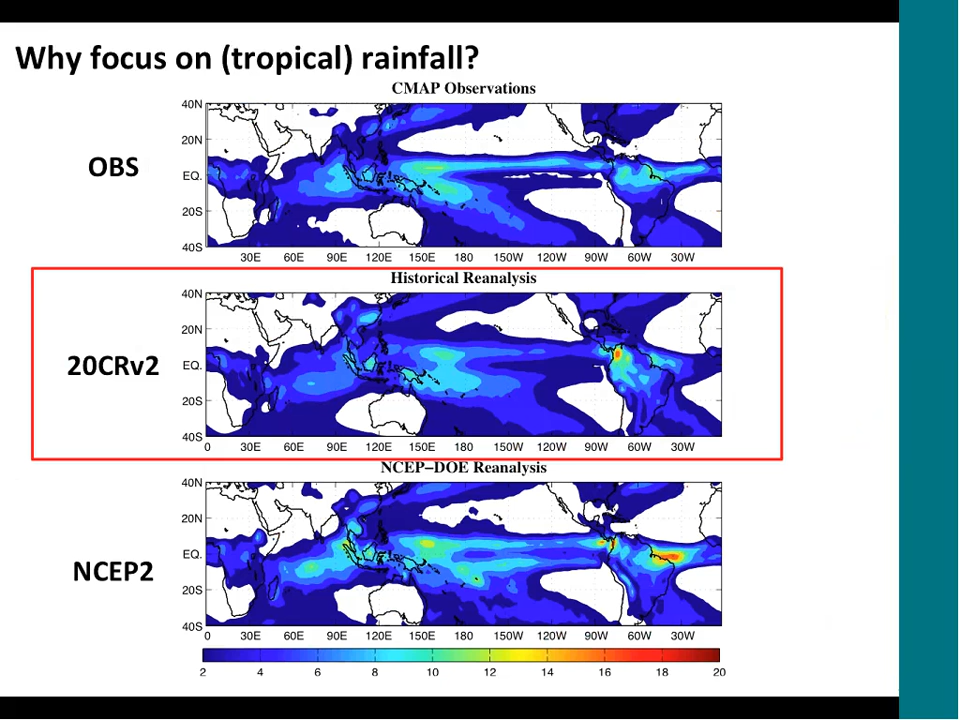 Why focus on (tropical) rainfall?
CMAP Observations
OBS
40N
20N
EQ.
20S
40S
30E 60E 90E 120E 150E 180 150W 120W 90W 60W 30W
Historical Reanalysis
20CRv2
40N
20N
EQ.
20S
40S
0 30E 60E 90E 120E 150E 180 150W 120W 90W 60W 30W
NCEP−DOE Reanalysis
NCEP2
40N
20N
EQ.
20S
40S
0 30E 60E 90E 120E 150E 180 150W 120W 90W 60W 30W
2 4 6 8 10 12 14 16 18 20